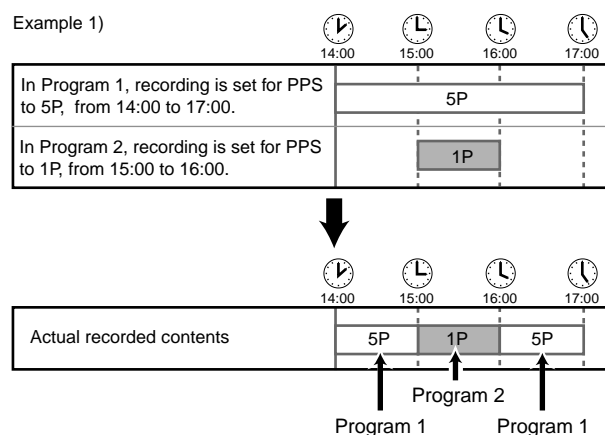 Example 1)
14:00 15:00 16:00 17:00
In Program 1, recording is set for PPS
to 5P, from 14:00 to 17:00.
5P
In Program 2, recording is set for PPS
to 1P, from 15:00 to 16:00.
1P
14:00 15:00 16:00 17:00
Actual recorded contents
5P 1P 5P
Program 2
Program 1 Program 1